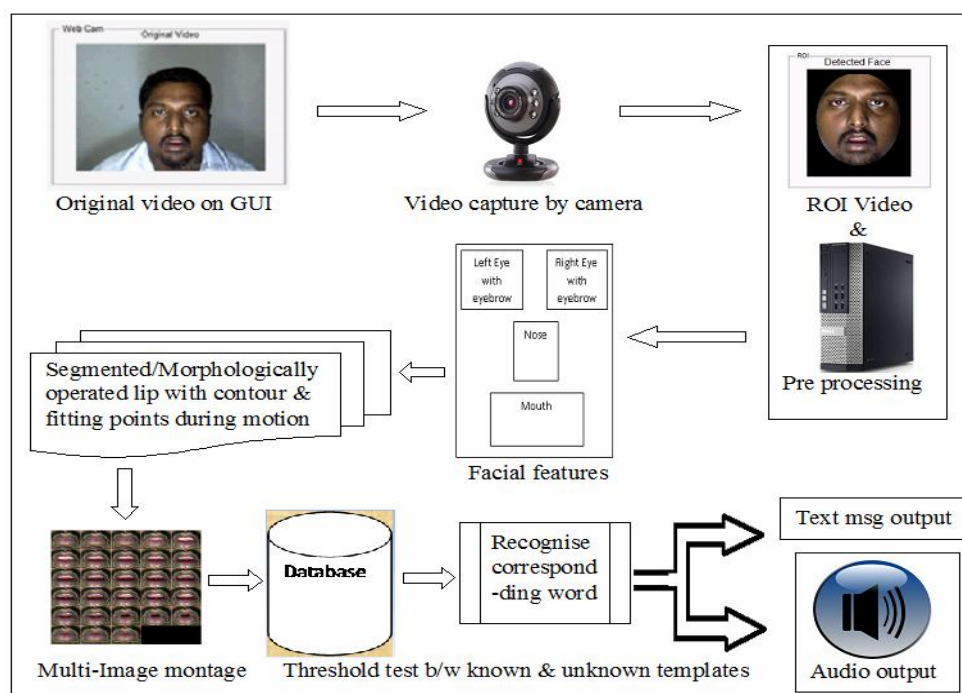 Web Cam
Original Video
Original video on GUI
Video capture by camera
ROI
Detected Face
ROI Video
&
Pre processing
Left Eye
with
eyebrow
Right Eye
with
eyebrow
Nose
Mouth
Facial features
Segmented/Morphologically
operated lip with contour &
fitting points during motion
Multi-Image montage
Database
Threshold test b/w known & unknown templates
Recognise
correspond
-ding word
Text msg output
Audio output